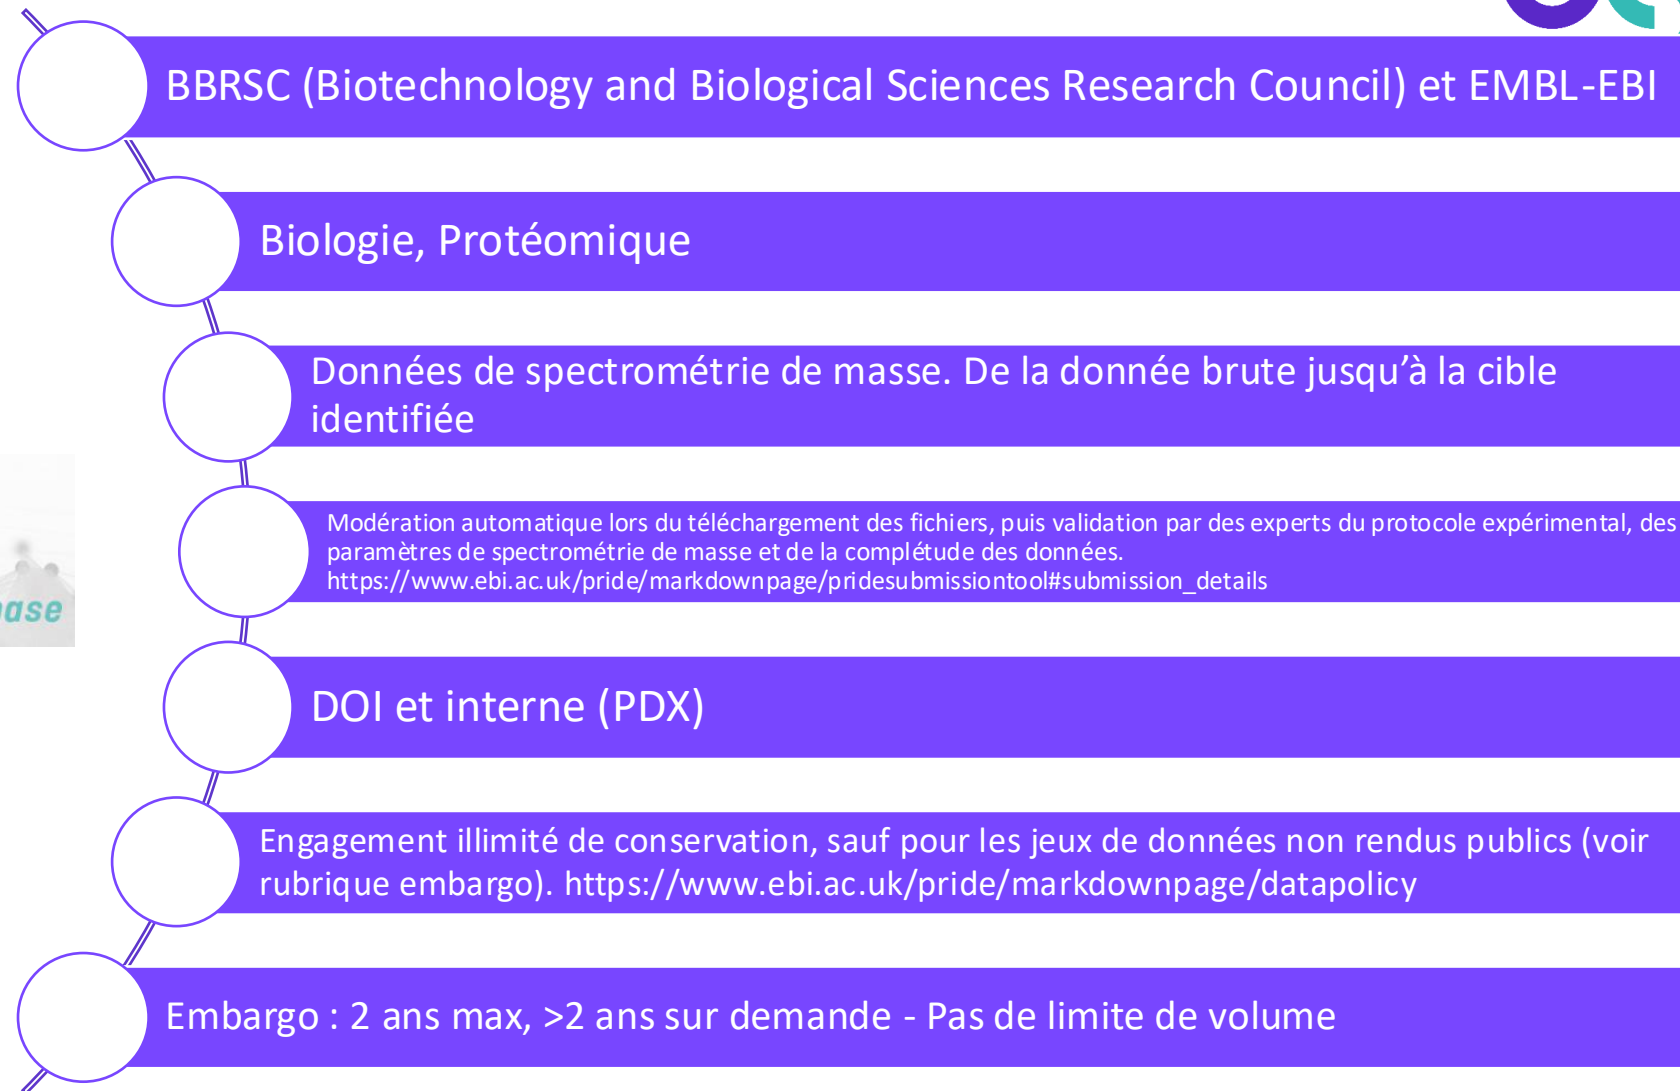 BBRSC (Biotechnology and Biological Sciences Research Council) et EMBL-EBI
Biologie, Protéomique
Données de spectrométrie de masse. De la donnée brute jusqu’à la cible
identifiée
Modération automatique lors du téléchargement des fichiers, puis validation par des experts du protocole expérimental, des
paramètres de spectrométrie de masse et de la complétude des données.
https://www.ebi.ac.uk/pride/markdownpage/pridesubmissiontool#submission_details
DOI et interne (PDX)
Engagement illimité de conservation, sauf pour les jeux de données non rendus publics (voir
rubrique embargo). https://www.ebi.ac.uk/pride/markdownpage/datapolicy
Embargo : 2 ans max, >2 ans sur demande - Pas de limite de volume